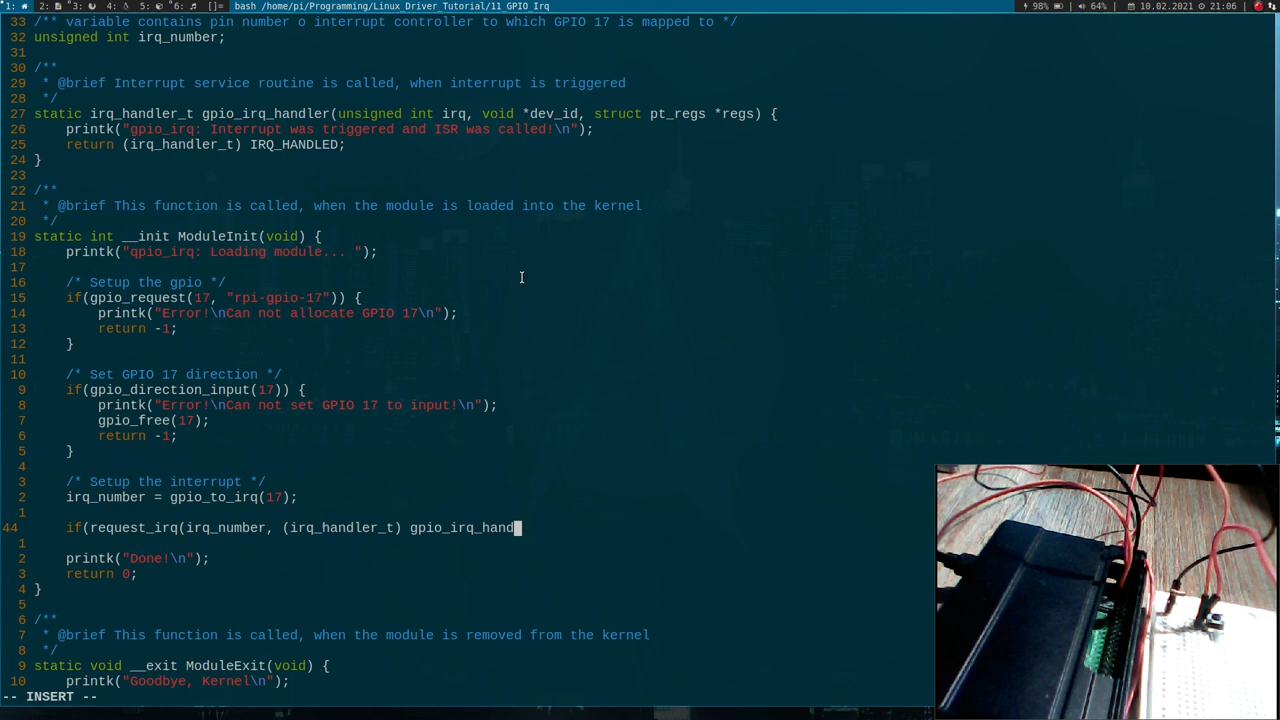 1: 2: 3: 4: 5: 6: []= bash /home/pi/Programming/Linux_Driver_Tutorial/11_GPIO_Irq 98% 64% 10.02.2021 21:06
33 /** variable contains pin number o interrupt controller to which GPIO 17 is mapped to */
32 unsigned int irq_number;
31
30 /**
29 * @brief Interrupt service routine is called, when interrupt is triggered
28 */
27 static irq_handler_t gpio_irq_handler(unsigned int irq, void *dev_id, struct pt_regs *regs) {
26 printk("gpio_irq: Interrupt was triggered and ISR was called!\n");
25 return (irq_handler_t) IRQ_HANDLED;
24 }
23
22 /**
21 * @brief This function is called, when the module is loaded into the kernel
20 */
19 static int __init ModuleInit(void) {
18 printk("qpio_irq: Loading module... ");
17
16 /* Setup the gpio */
15 if(gpio_request(17, "rpi-gpio-17")) {
14 printk("Error!\nCan not allocate GPIO 17\n");
13 return -1;
12 }
11
10 /* Set GPIO 17 direction */
9 if(gpio_direction_input(17)) {
8 printk("Error!\nCan not set GPIO 17 to input!\n");
7 gpio_free(17);
6 return -1;
5 }
4
3 /* Setup the interrupt */
2 irq_number = gpio_to_irq(17);
1
44 if(request_irq(irq_number, (irq_handler_t) gpio_irq_hand
1
2 printk("Done!\n");
3 return 0;
4 }
5
6 /**
7 * @brief This function is called, when the module is removed from the kernel
8 */
9 static void __exit ModuleExit(void) {
10 printk("Goodbye, Kernel\n");
-- INSERT --